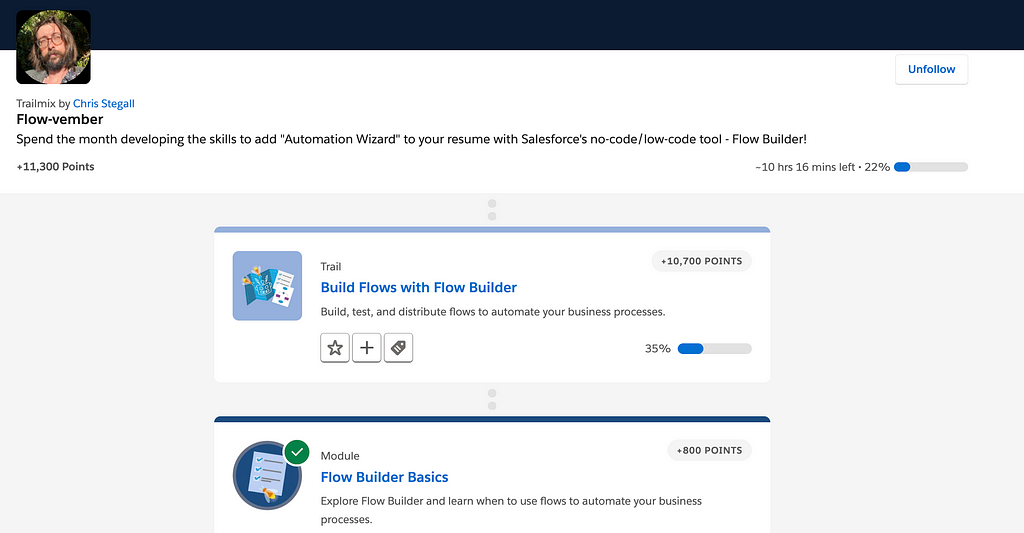 Unfollow
Trailmix by Chris Stegall
Flow-vember
Spend the month developing the skills to add "Automation Wizard" to your resume with Salesforce's no-code/low-code tool - Flow Builder!
+11,300 Points
~10 hrs 16 mins left • 22%
+10,700 POINTS
Trail
Build Flows with Flow Builder
Build, test, and distribute flows to automate your business processes.
35%
+800 POINTS
Module
Flow Builder Basics
Explore Flow Builder and learn when to use flows to automate your business
processes.